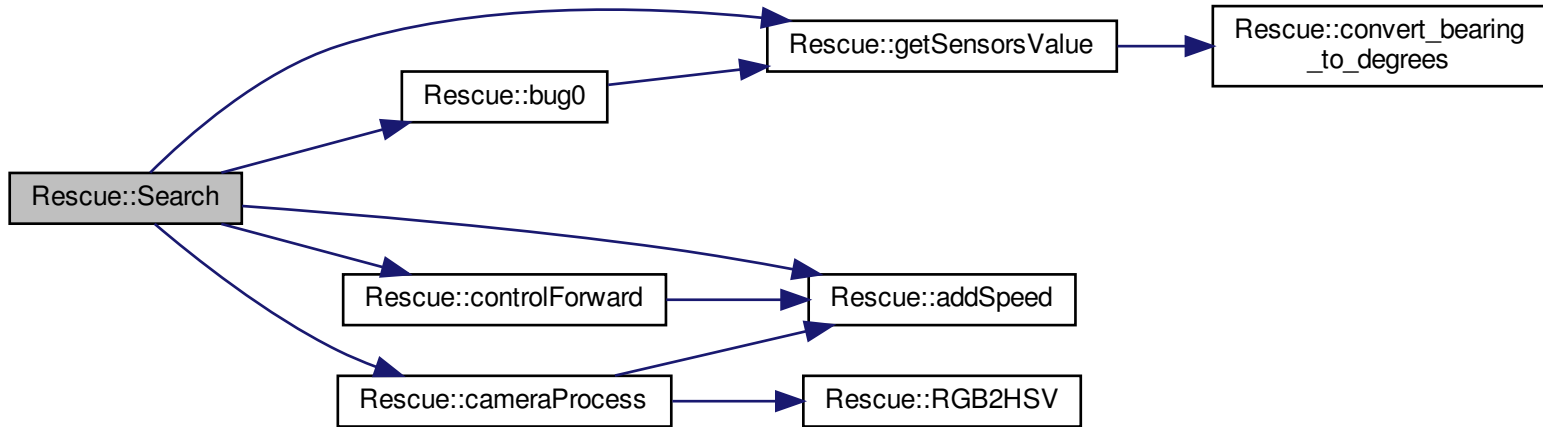 Rescue::getSensorsValue
Rescue::convert_bearing
_to_degrees
Rescue::bug0
Rescue::Search
Rescue::controlForward
Rescue::addSpeed
Rescue::cameraProcess
Rescue::RGB2HSV